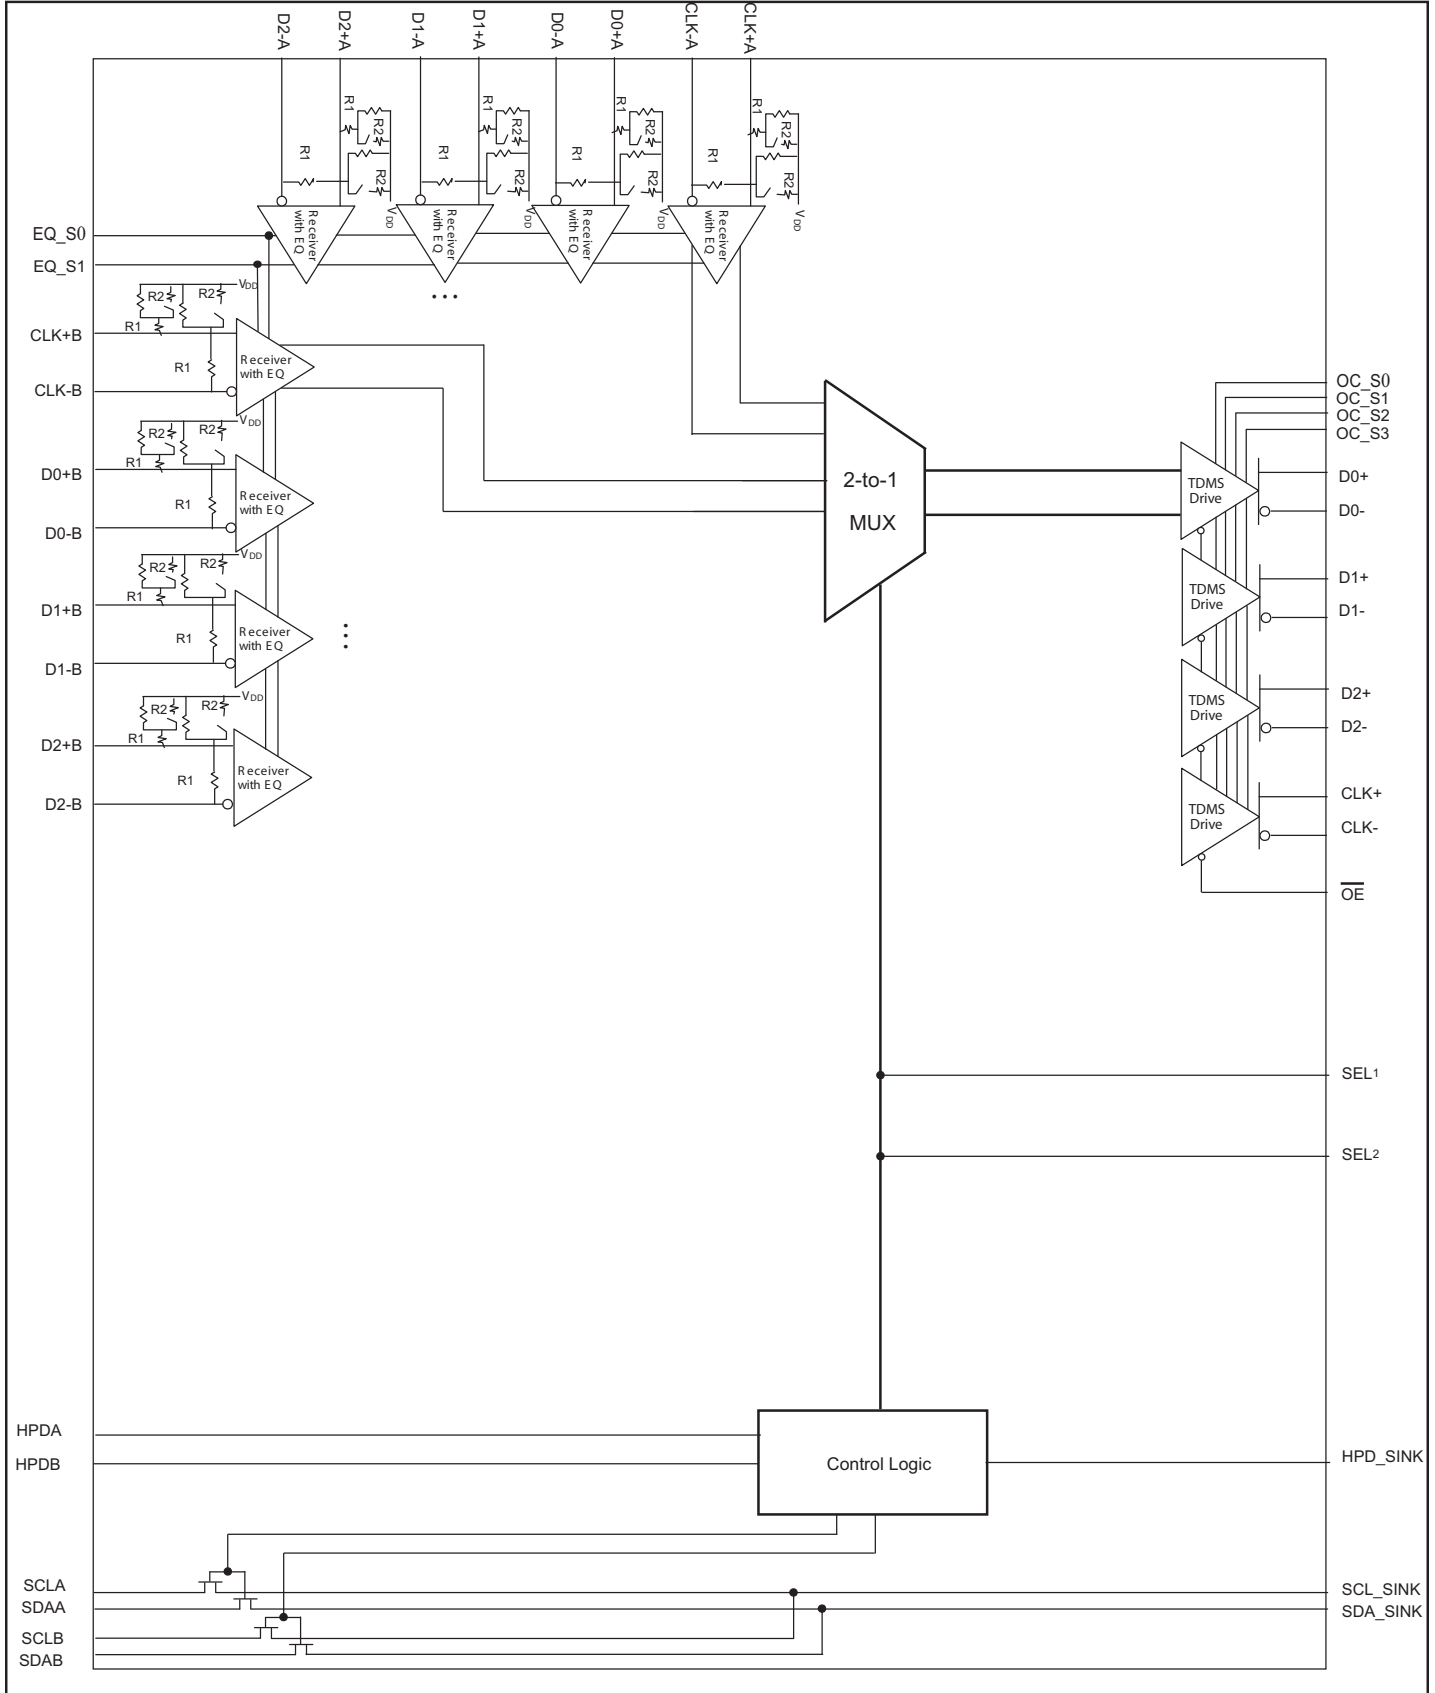 D2-A
D2+A
D1-A
D1+A
D0-A
D0+A
CLK-A
CLK+A
R1
R2
R1
R2
VDD
R1
R2
R1
R2
VDD
R1
R2
R1
R2
VDD
R1
R2
R1
R2
VDD
Receiver
with EQ
Receiver
with EQ
Receiver
with EQ
Receiver
with EQ
EQ_S0
EQ_S1
...
VDD
R2
R2
R1
CLK+B
R1
CLK-B
Receiver
with EQ
VDD
R2
R2
R1
D0+B
R1
D0-B
Receiver
with EQ
VDD
R2
R2
R1
D1+B
R1
D1-B
Receiver
with EQ
...
VDD
R2
R2
R1
D2+B
R1
D2-B
Receiver
with EQ
2-to-1
MUX
OC_S0
OC_S1
OC_S2
OC_S3
TDMS
Drive
D0+
D0-
TDMS
Drive
D1+
D1-
TDMS
Drive
D2+
D2-
TDMS
Drive
CLK+
CLK-
OE
SEL1
SEL2
HPDA
HPDB
Control Logic
HPD_SINK
SCLA
SDAA
SCLB
SDAB
SCL_SINK
SDA_SINK